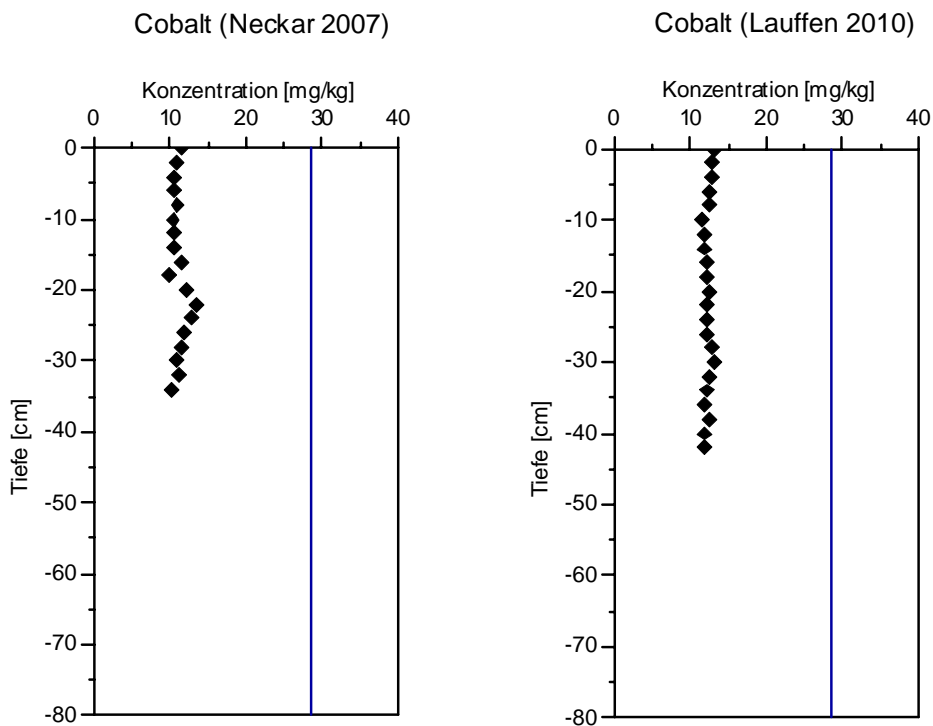 Cobalt (Neckar 2007)
Konzentration [mg/kg]
0 10 20 30 40
0
-10
-20
-30
-40
-50
-60
-70
-80
Tiefe [cm]
Cobalt (Lauffen 2010)
Konzentration [mg/kg]
0 10 20 30 40
0
-10
-20
-30
-40
-50
-60
-70
-80
Tiefe [cm]